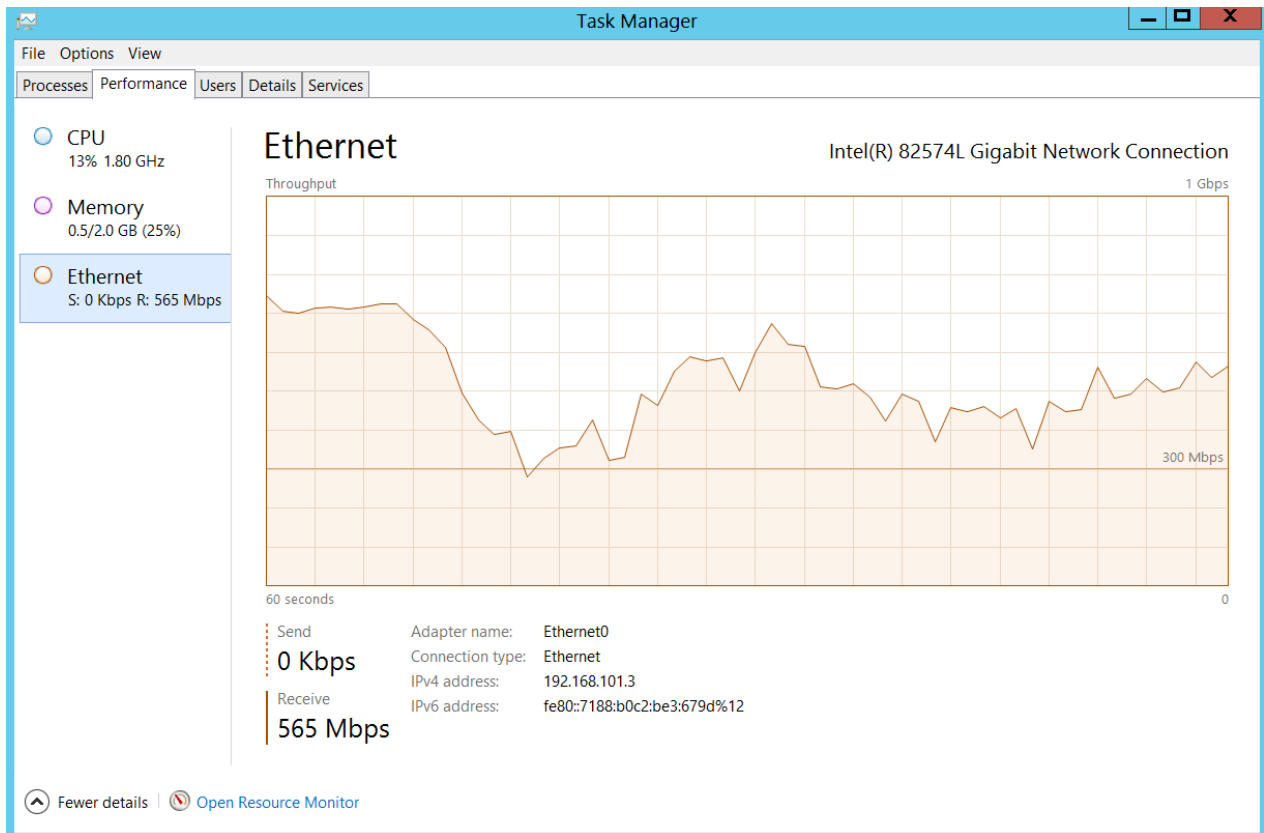 Task Manager
File Options View
Processes Performance Users Details Services
CPU
13% 1.80 GHz
Memory
0.5/2.0 GB (25%)
Ethernet
S: 0 Kbps R: 565 Mbps
Ethernet
Intel(R) 82574L Gigabit Network Connection
Throughput
1 Gbps
300 Mbps
60 seconds
0
Send
0 Kbps
Receive
565 Mbps
Adapter name: Ethernet0
Connection type: Ethernet
IPv4 address: 192.168.101.3
IPv6 address: fe80::7188:b0c2:be3:679d%12
Fewer details
Open Resource Monitor